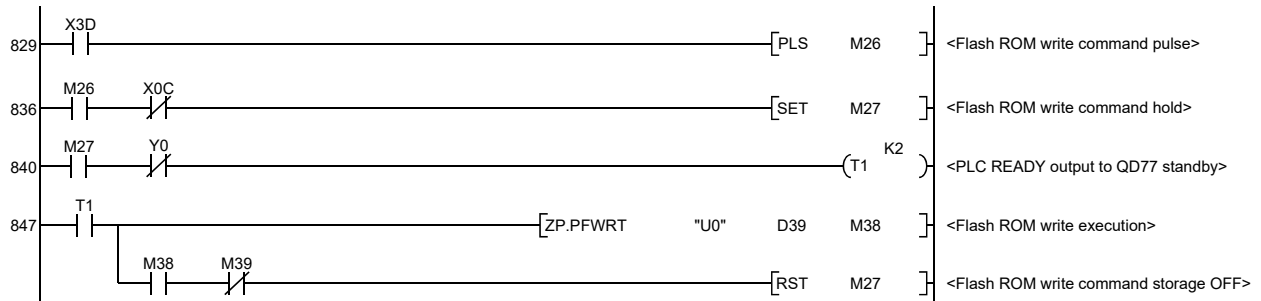 X3D
829 PLS M26 <Flash ROM write command pulse>
M26 X0C
836 SET M27 <Flash ROM write command hold>
M27 Y0 K2
840 T1 <PLC READY output to QD77 standby>
T1
847 ZP.PFWRT "U0" D39 M38 <Flash ROM write execution>
M38 M39
RST M27 <Flash ROM write command storage OFF>